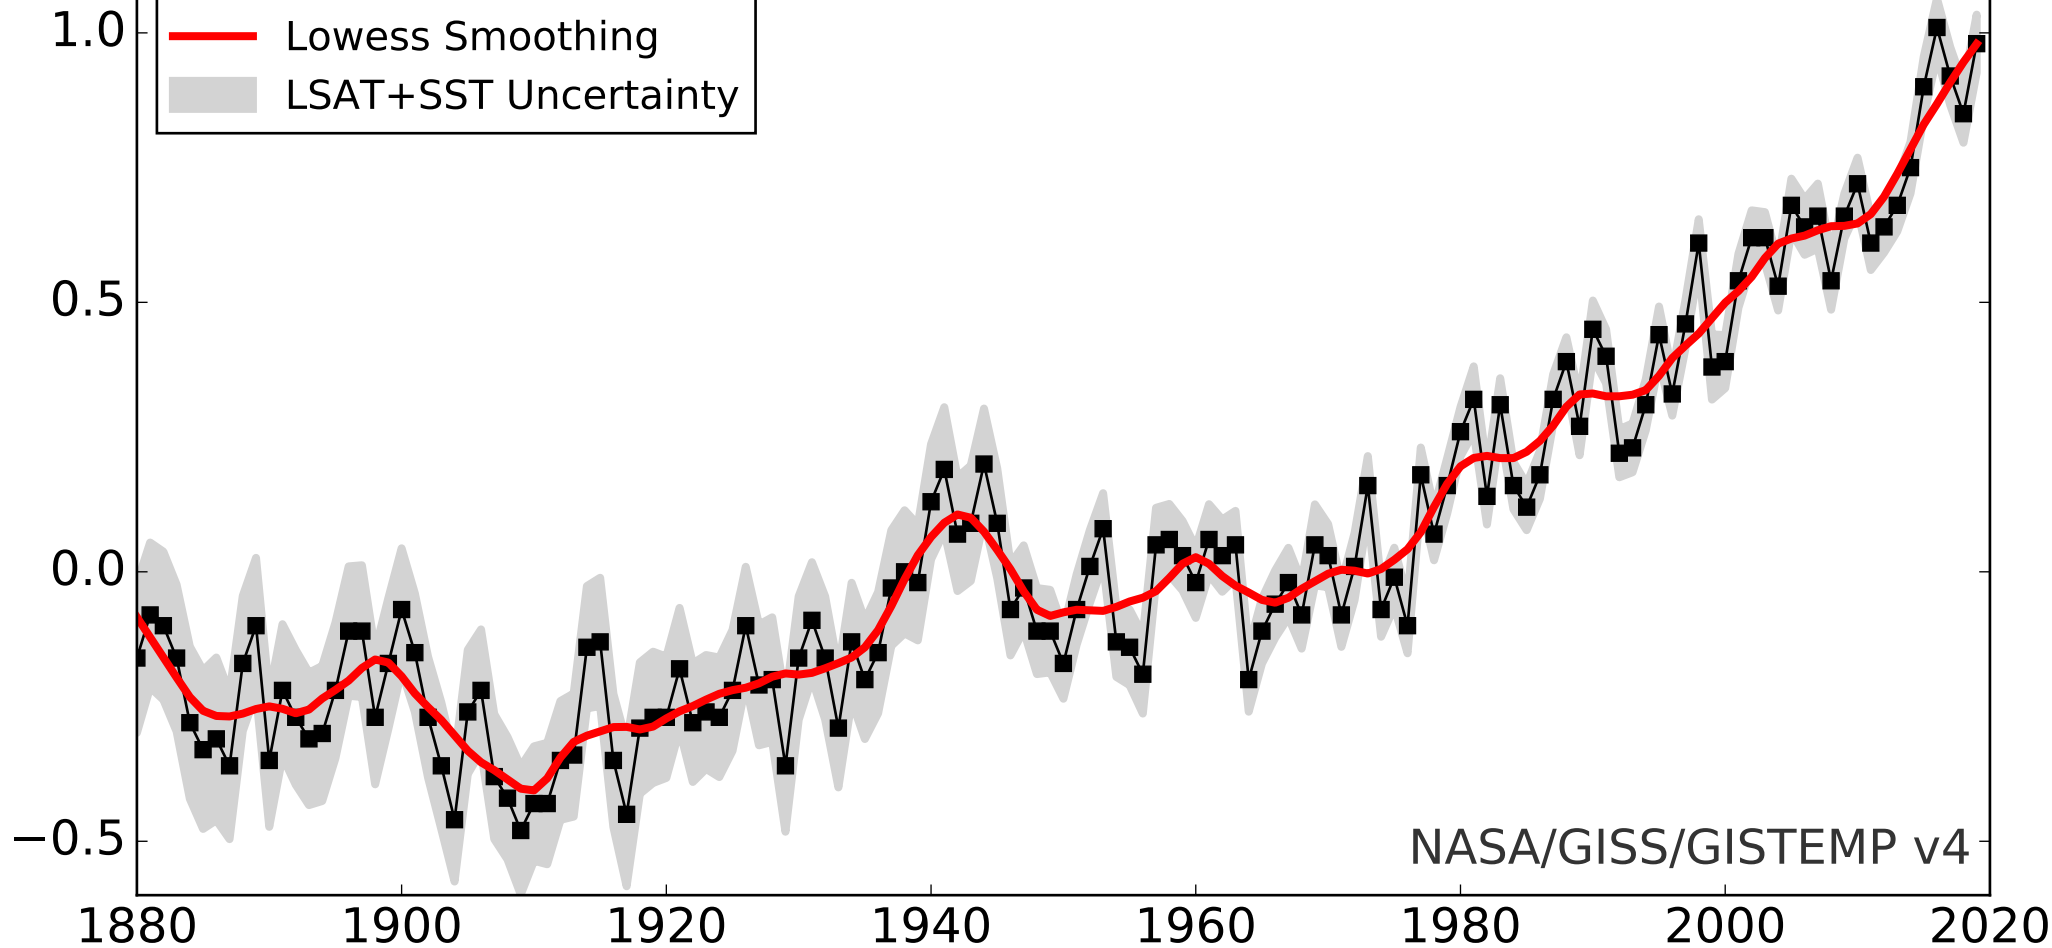 1.0
Lowess Smoothing
LSAT+SST Uncertainty
0.5
0.0
−0.5
NASA/GISS/GISTEMP v4
1880 1900 1920 1940 1960 1980 2000 2020